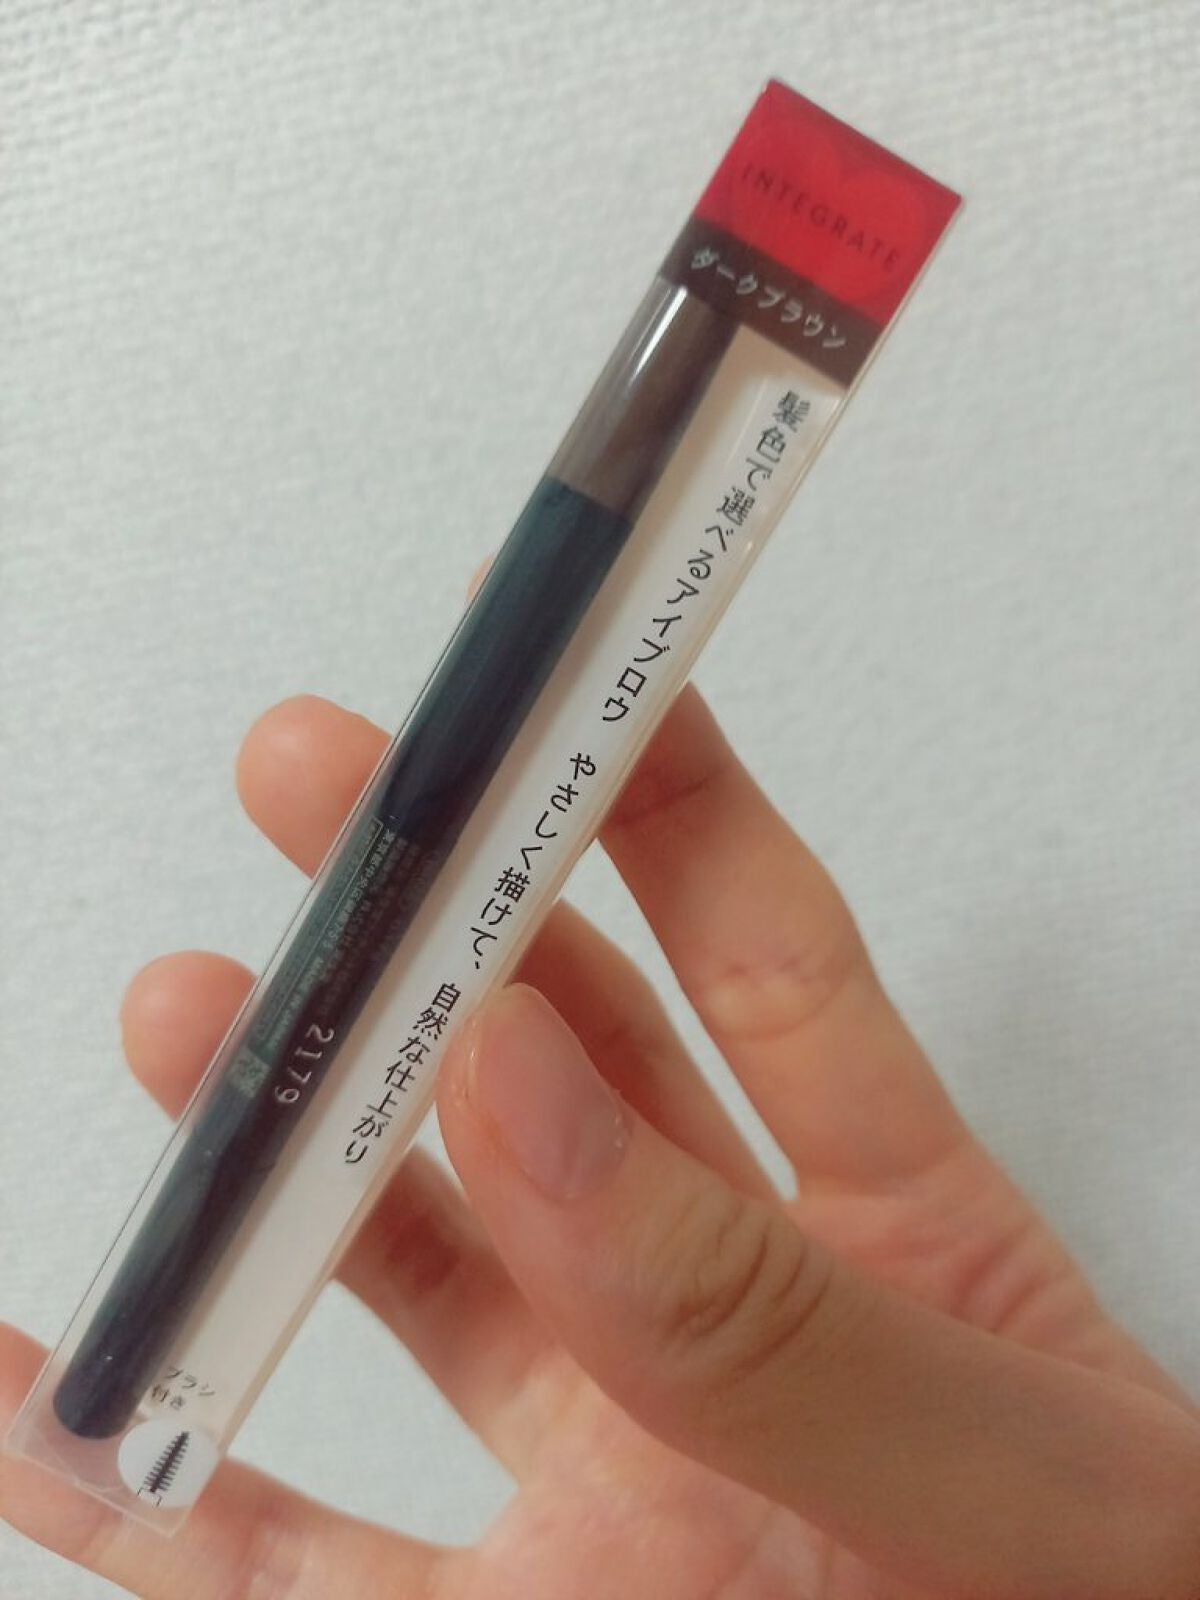 INTEGRATE
ダークブラウン
髪色で選べるアイブロウ　やさしく描けて、自然な仕上がり
2179
ブラシ
付き